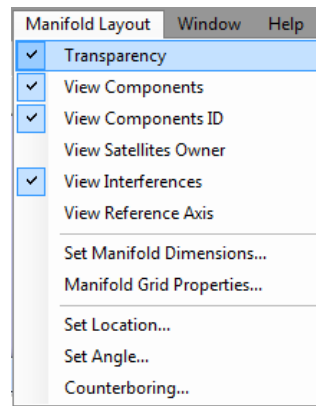 Manifold Layout Window Help
Transparency
View Components
View Components ID
View Satellites Owner
View Interferences
View Reference Axis
Set Manifold Dimensions...
Manifold Grid Properties...
Set Location...
Set Angle...
Counterboring...